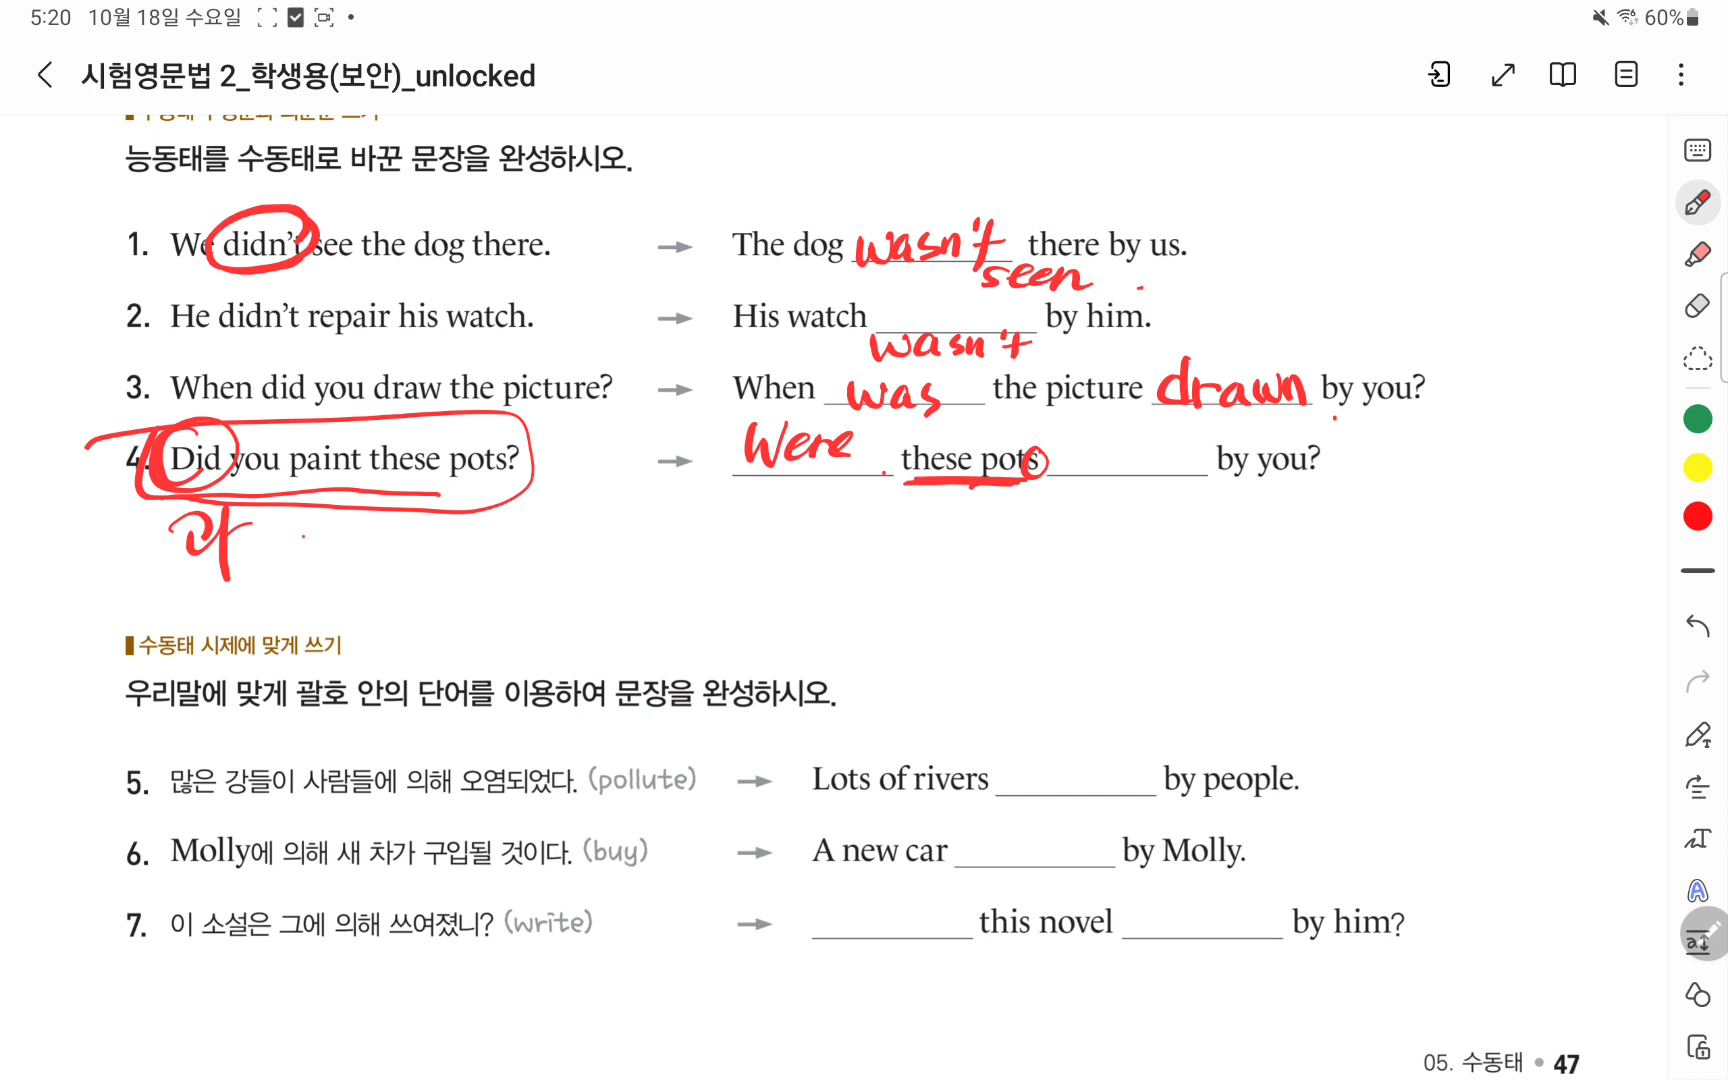 5:20 10월 18일 수요일 60%
시험영문법 2_학생용(보안)_unlocked
능동태를 수동태로 바꾼 문장을 완성하시오.
1. We didn't see the dog there. → The dog wasn't seen there by us.
2. He didn't repair his watch. → His watch ________ by him.
wasn't
3. When did you draw the picture? → When was the picture drawn by you?
4. Did you paint these pots? → Were these pots ________ by you?
과
수동태 시제에 맞게 쓰기
우리말에 맞게 괄호 안의 단어를 이용하여 문장을 완성하시오.
5. 많은 강들이 사람들에 의해 오염되었다. (pollute) → Lots of rivers ________ by people.
6. Molly에 의해 새 차가 구입될 것이다. (buy) → A new car ________ by Molly.
7. 이 소설은 그에 의해 쓰여졌니? (write) → ________ this novel ________ by him?
05. 수동태 • 47